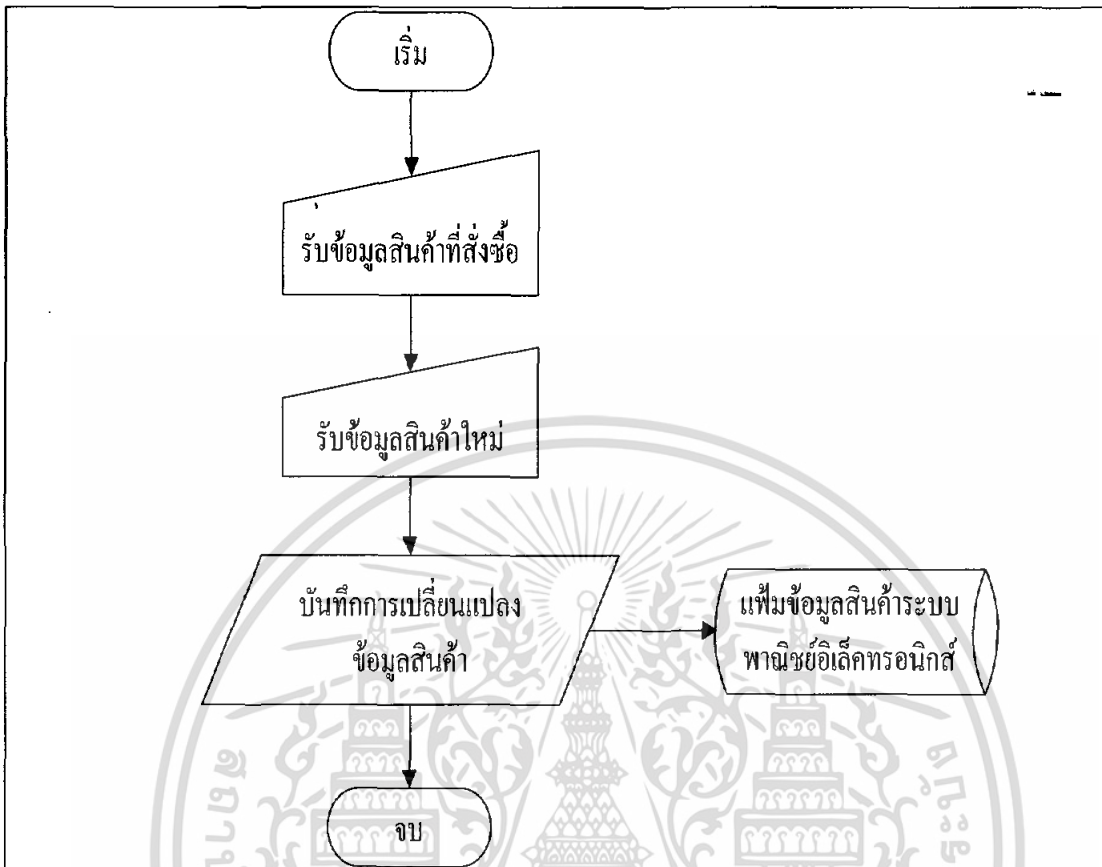 เริ่ม
รับข้อมูลสินค้าที่สั่งซื้อ
รับข้อมูลสินค้าใหม่
บันทึกการเปลี่ยนแปลง
ข้อมูลสินค้า
แฟ้มข้อมูลสินค้าระบบ
พาณิชย์อิเล็คทรอนิกส์
จบ